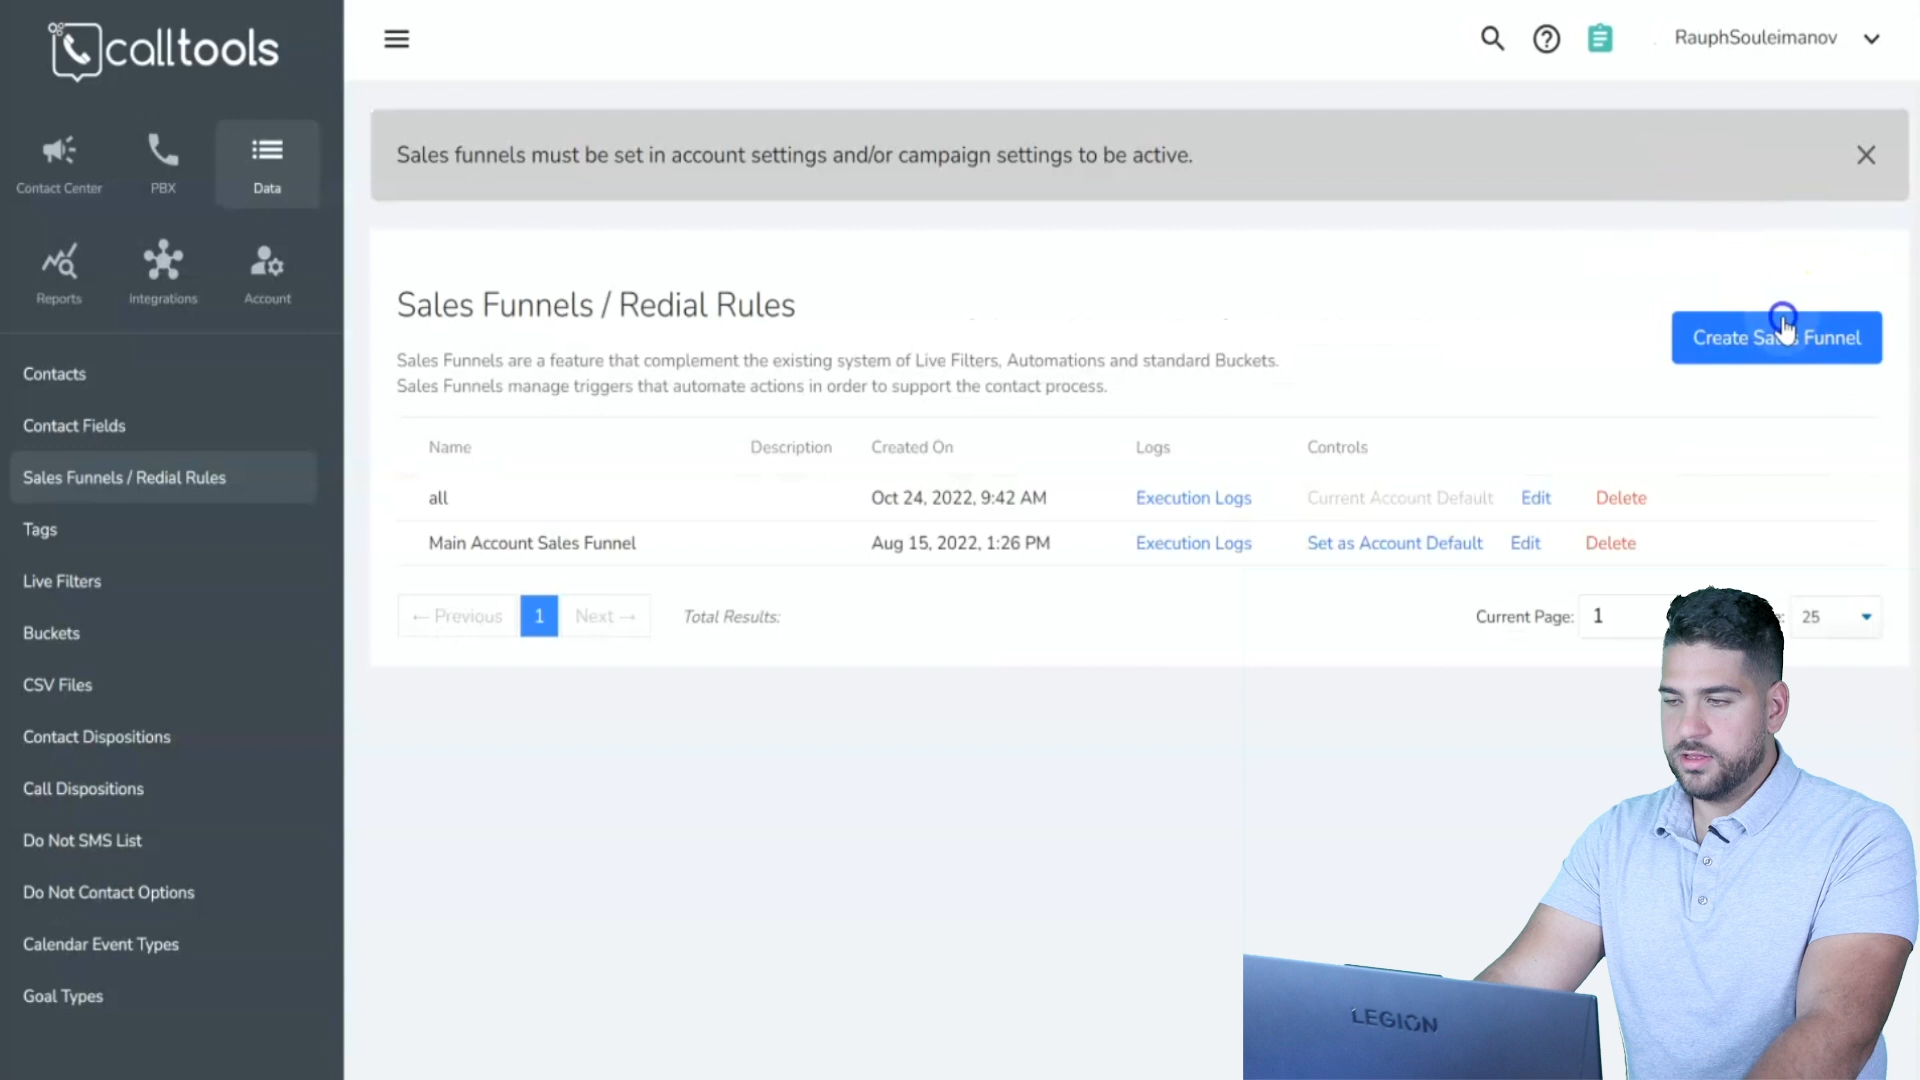 calltools
RauphSouleimanov
Contact Center
PBX
Data
Reports
Integrations
Account
Contacts
Contact Fields
Sales Funnels / Redial Rules
Tags
Live Filters
Buckets
CSV Files
Contact Dispositions
Call Dispositions
Do Not SMS List
Do Not Contact Options
Calendar Event Types
Goal Types
Sales funnels must be set in account settings and/or campaign settings to be active.
Sales Funnels / Redial Rules
Create Sales Funnel
Sales Funnels are a feature that complement the existing system of Live Filters, Automations and standard Buckets.
Sales Funnels manage triggers that automate actions in order to support the contact process.
Name Description Created On Logs Controls
all Oct 24, 2022, 9:42 AM Execution Logs Current Account Default Edit Delete
Main Account Sales Funnel Aug 15, 2022, 1:26 PM Execution Logs Set as Account Default Edit Delete
← Previous 1 Next → Total Results: Current Page: 1 25
LEGION